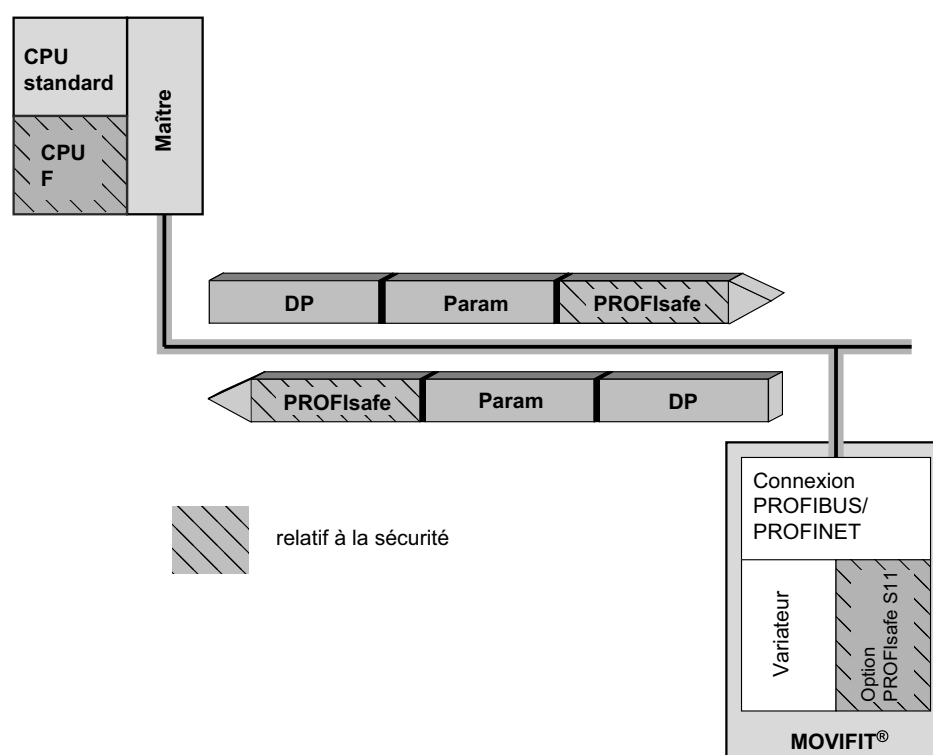 CPU
standard
CPU
F
Maître
DP Param PROFIsafe
PROFIsafe Param DP
relatif à la sécurité
Connexion
PROFIBUS/
PROFINET
Variateur
Option
PROFIsafe S11
MOVIFIT®